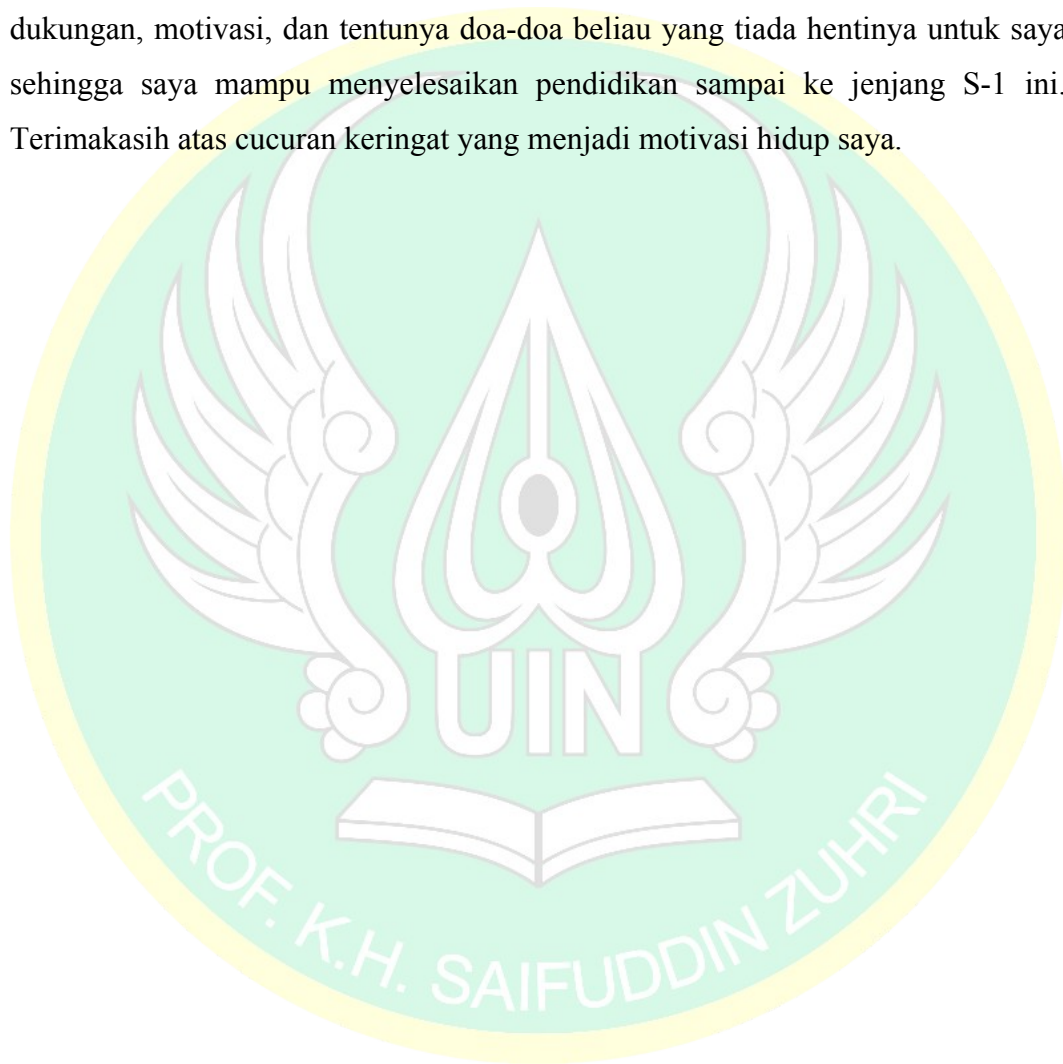 dukungan, motivasi, dan tentunya doa-doa beliau yang tiada hentinya untuk saya
sehingga saya mampu menyelesaikan pendidikan sampai ke jenjang S-1 ini.
Terimakasih atas cucuran keringat yang menjadi motivasi hidup saya.
UIN
PROF. K.H. SAIFUDDIN ZUHRI